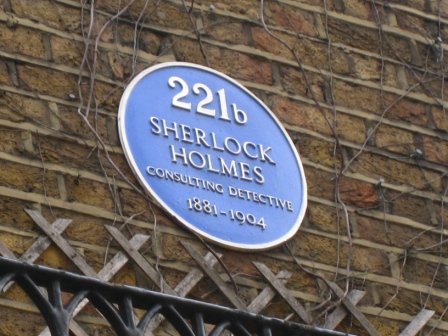 221b
SHERLOCK
HOLMES
CONSULTING DETECTIVE
1881-1904